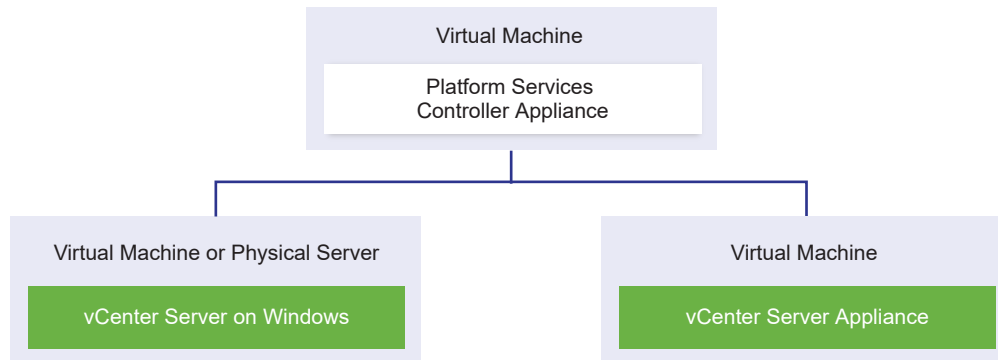 Virtual Machine
Platform Services
Controller Appliance
Virtual Machine or Physical Server
vCenter Server on Windows
Virtual Machine
vCenter Server Appliance